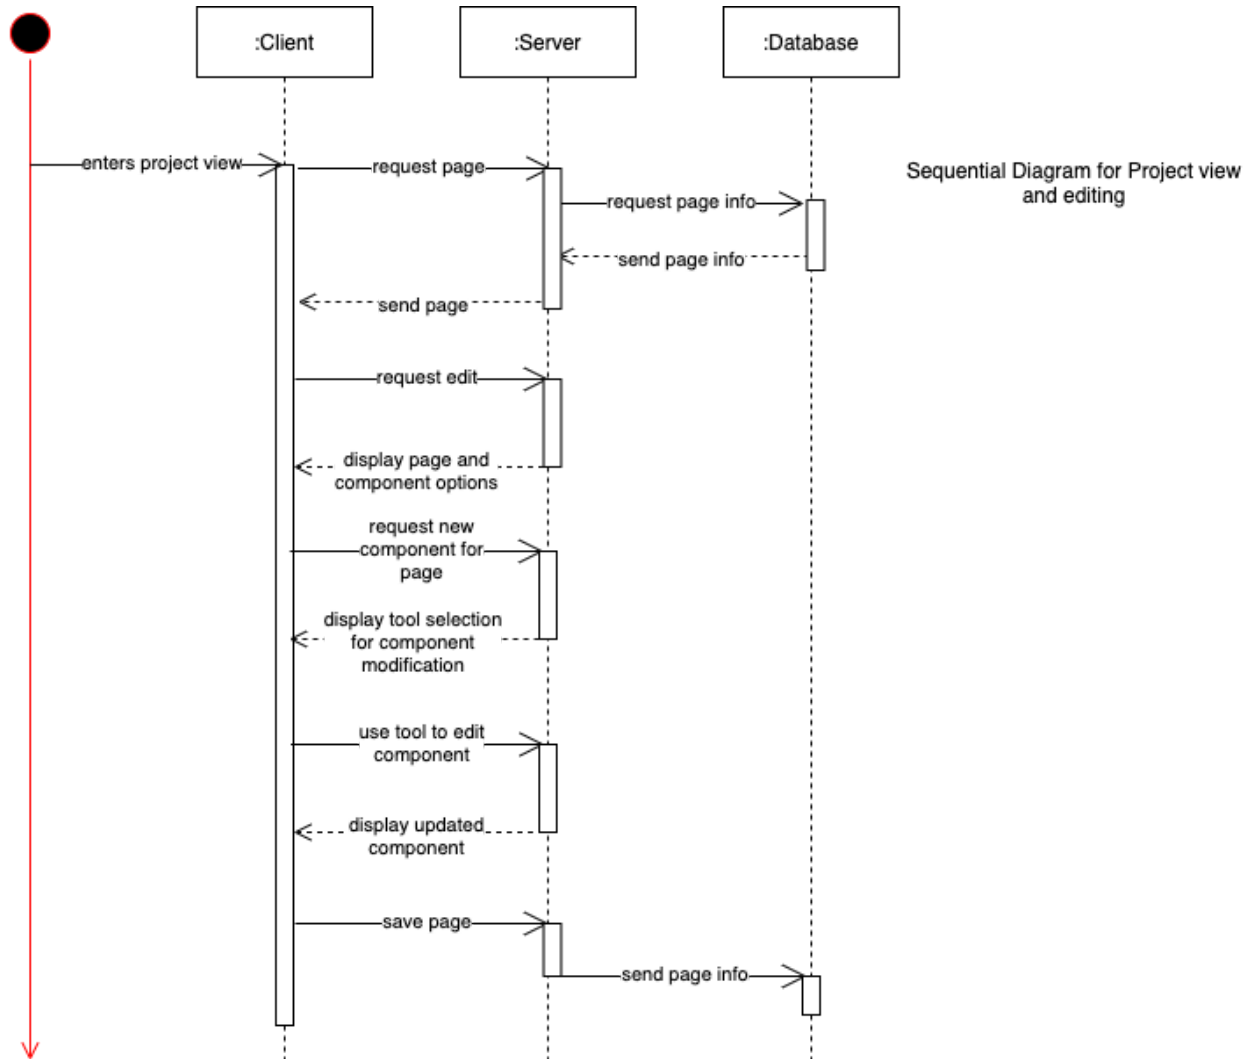 :Client
:Server
:Database
enters project view
request page
Sequential Diagram for Project view
and editing
request page info
send page info
send page
request edit
display page and
component options
request new
component for
page
display tool selection
for component
modification
use tool to edit
component
display updated
component
save page
send page info